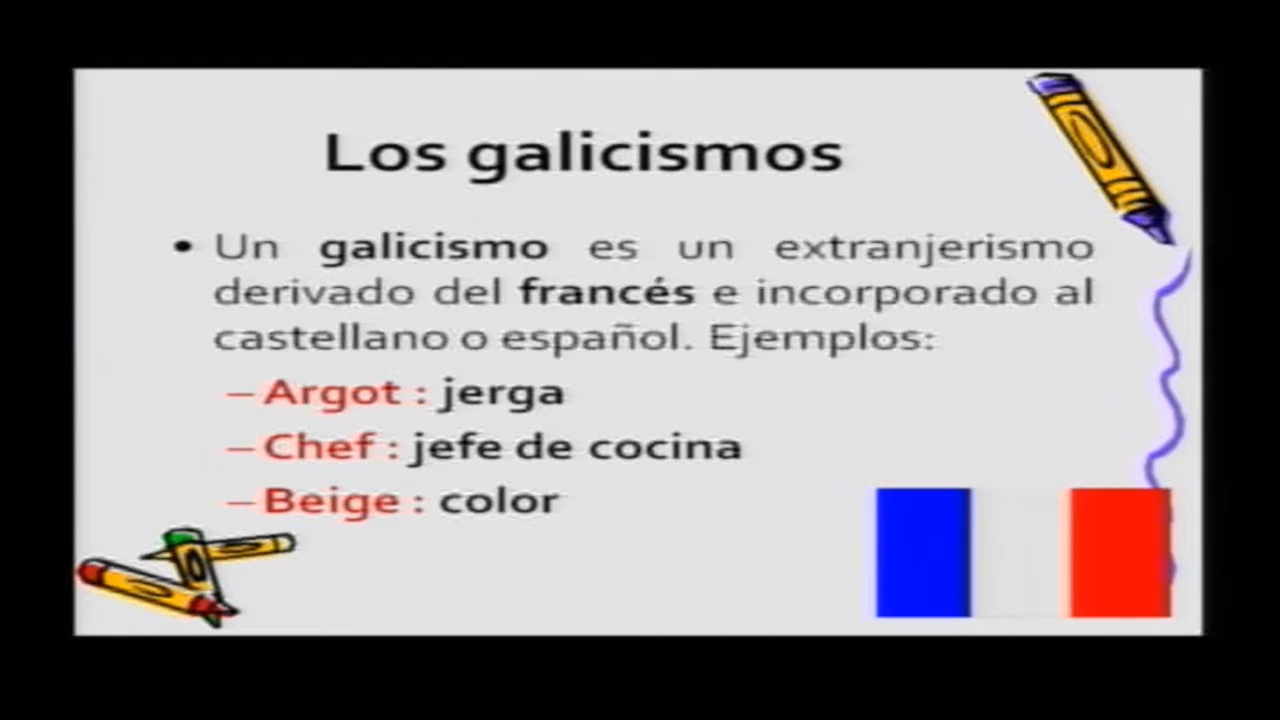 Los galicismos
• Un galicismo es un extranjerismo
derivado del francés e incorporado al
castellano o español. Ejemplos:
– Argot : jerga
– Chef : jefe de cocina
– Beige : color